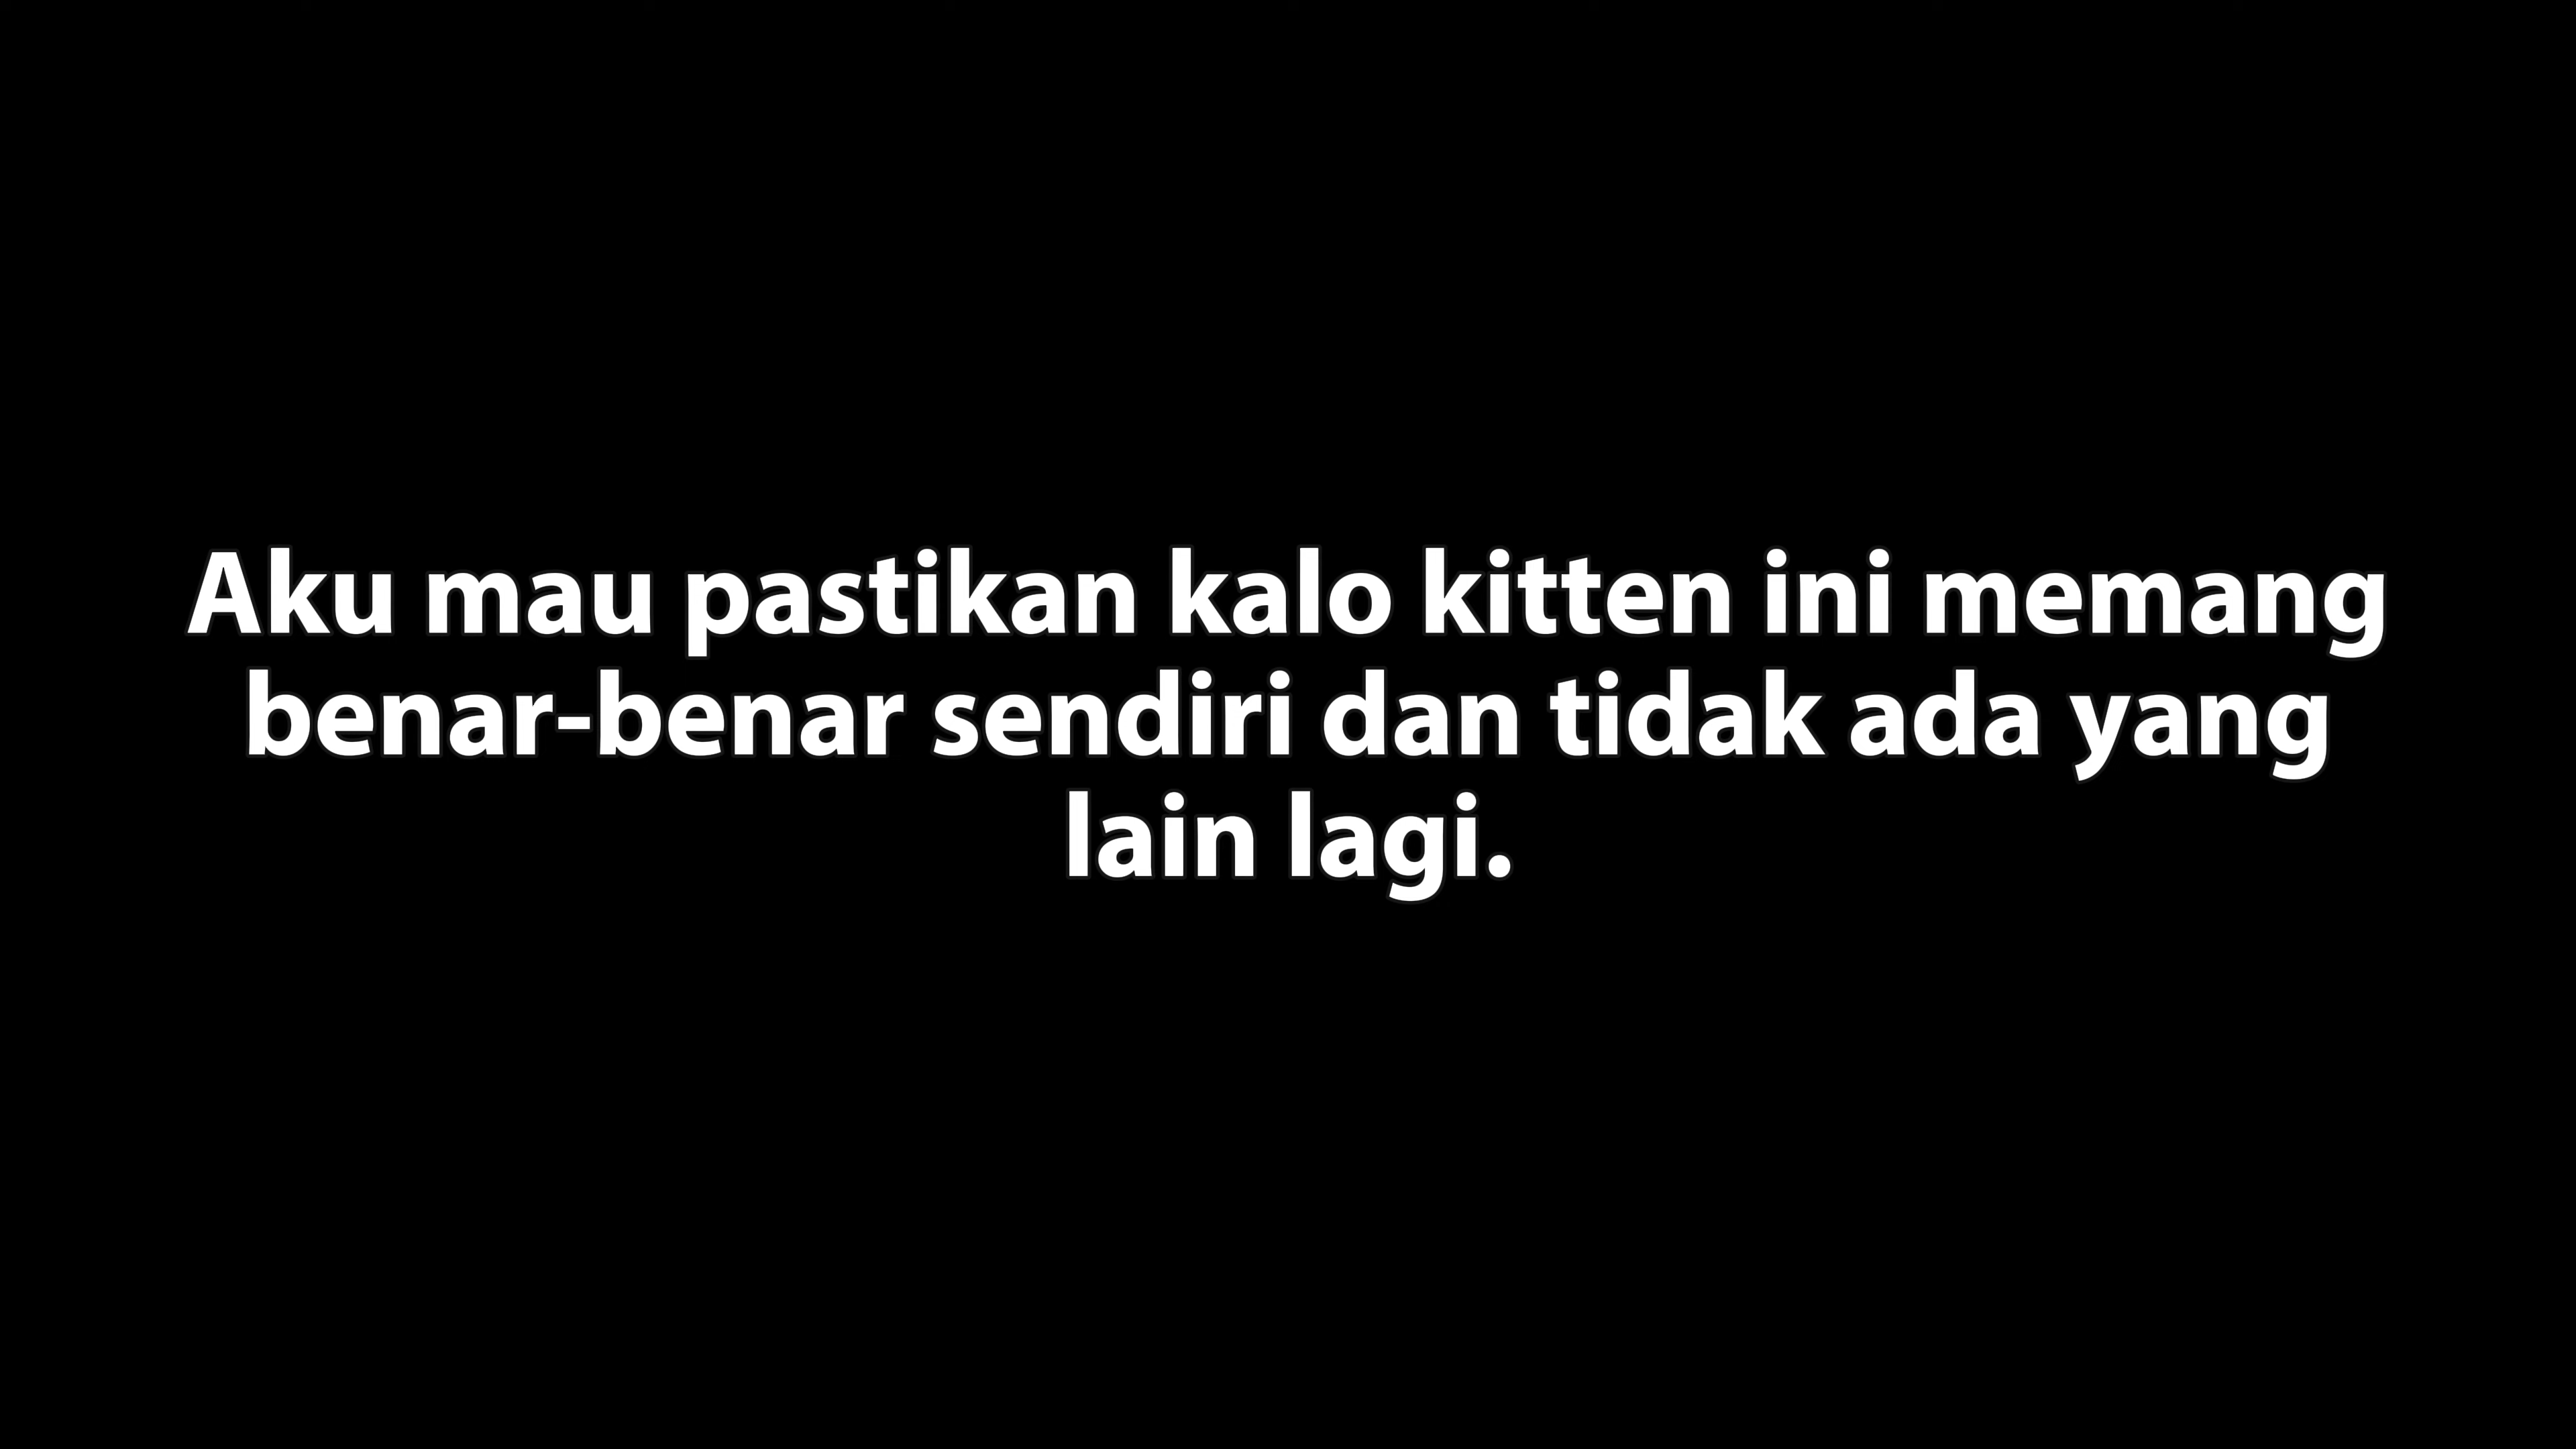 Aku mau pastikan kalo kitten ini memang
benar-benar sendiri dan tidak ada yang
lain lagi.